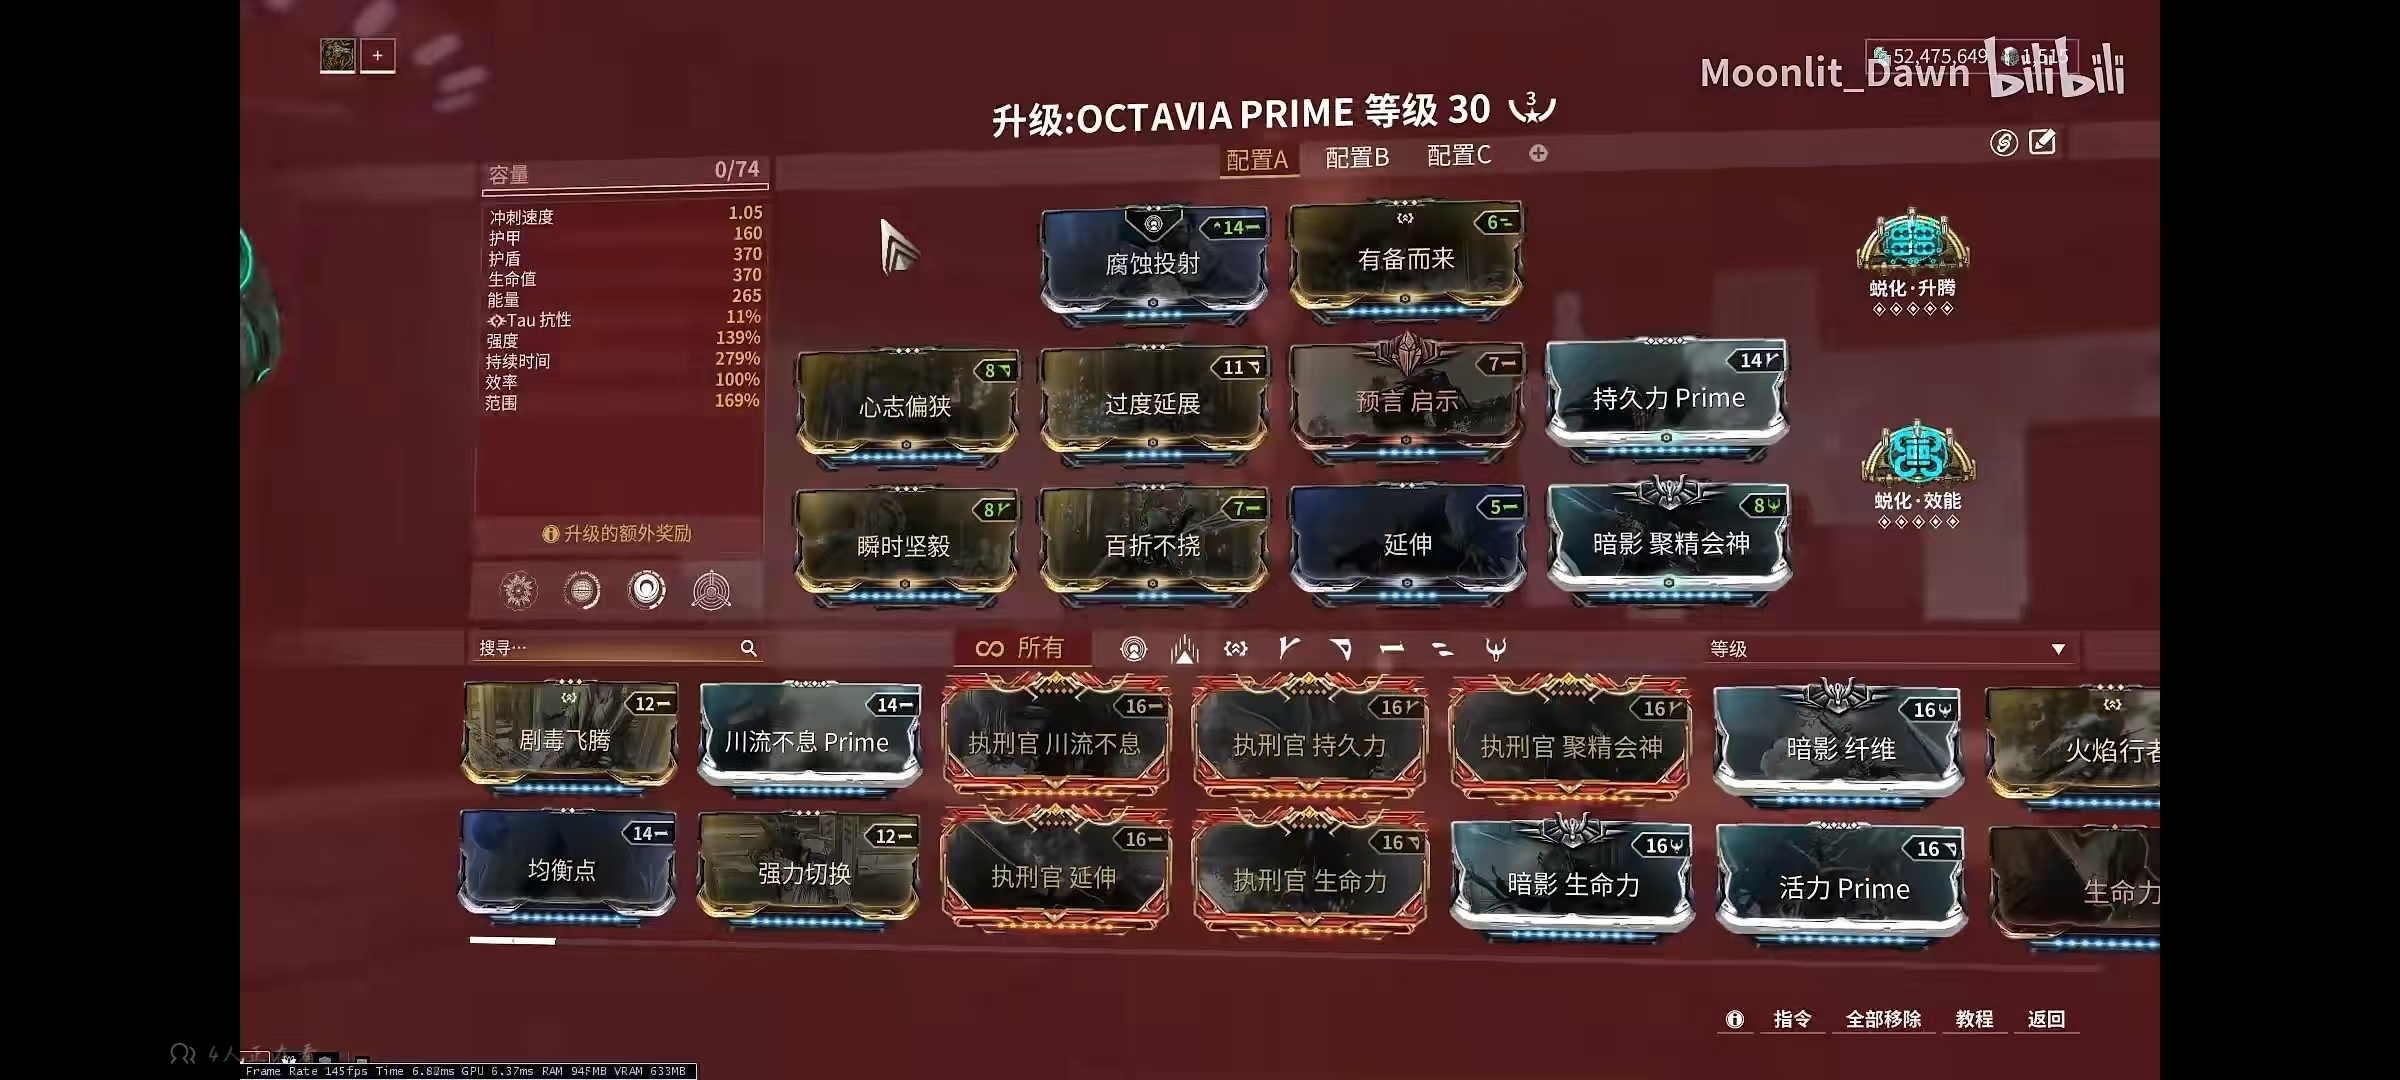 +
52,475,649 1,515
Moonlit_Dawn bilibili
升级:OCTAVIA PRIME 等级 30 3
配置A 配置B 配置C
容量 0/74
冲刺速度 1.05
护甲 160
护盾 370
生命值 370
能量 265
Tau 抗性 11%
强度 139%
持续时间 279%
效率 100%
范围 169%
升级的额外奖励
14 腐蚀投射
6 有备而来
蜕化·升腾
8 心志偏狭
11 过度延展
7 预言 启示
14 持久力 Prime
8 瞬时坚毅
7 百折不挠
5 延伸
8 暗影 聚精会神
蜕化·效能
搜寻…
所有
等级
12 剧毒飞腾
14 川流不息 Prime
16 执刑官 川流不息
16 执刑官 持久力
16 执刑官 聚精会神
16 暗影 纤维
火焰行者
14 均衡点
12 强力切换
16 执刑官 延伸
16 执刑官 生命力
16 暗影 生命力
16 活力 Prime
生命力
指令 全部移除 教程 返回
4人正在看
Frame Rate 145fps Time 6.88ms GPU 6.37ms RAM 945MB VRAM 633MB